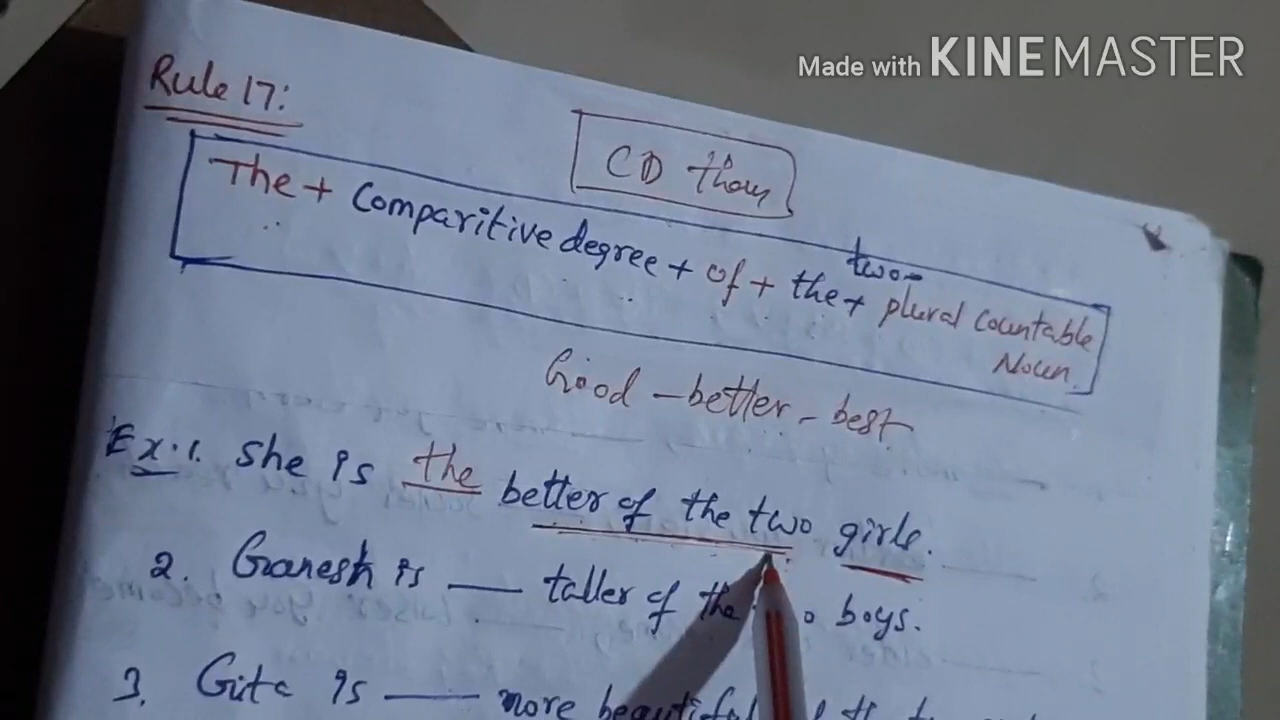 Made with KINEMASTER
Rule 17:
CD than
The + Comparitive degree + of + the + two plural Countable
Noun.
Good - better - best
Ex.1. She is the better of the two girls.
2. Ganesh is ___ taller of the boys.
3. Gita is ___ more beautiful